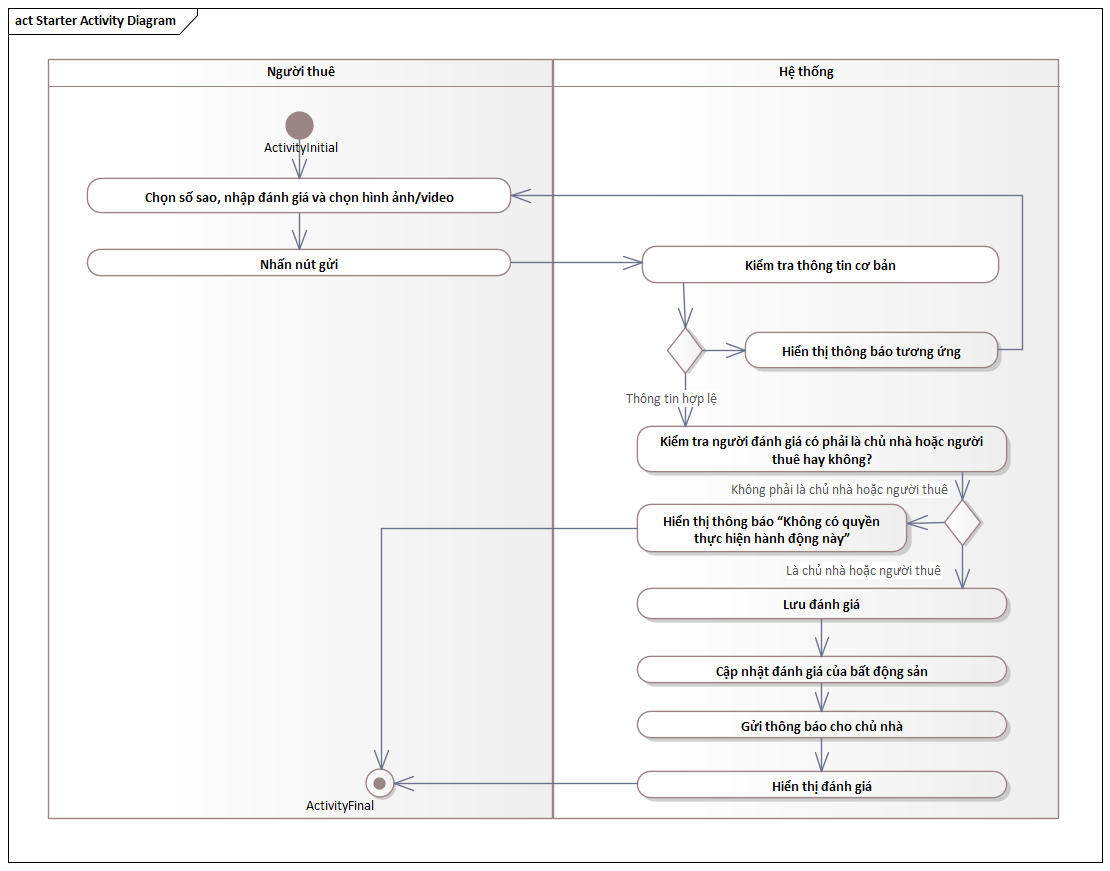 act Starter Activity Diagram
Người thuê
Hệ thống
ActivityInitial
Chọn số sao, nhập đánh giá và chọn hình ảnh/video
Nhấn nút gửi
Kiểm tra thông tin cơ bản
Hiển thị thông báo tương ứng
Thông tin hợp lệ
Kiểm tra người đánh giá có phải là chủ nhà hoặc người
thuê hay không?
Không phải là chủ nhà hoặc người thuê
Hiển thị thông báo “Không có quyền
thực hiện hành động này”
Là chủ nhà hoặc người thuê
Lưu đánh giá
Cập nhật đánh giá của bất động sản
Gửi thông báo cho chủ nhà
Hiển thị đánh giá
ActivityFinal